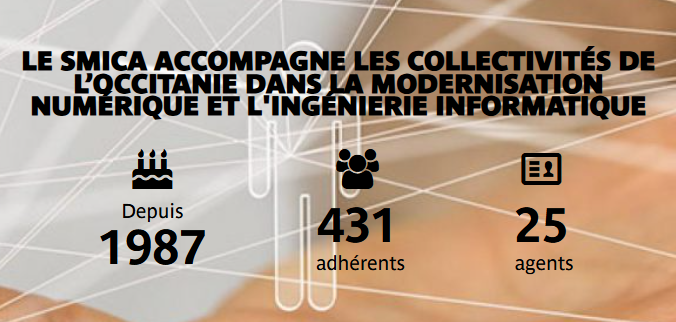 LE SMICA ACCOMPAGNE LES COLLECTIVITÉS DE
L'OCCITANIE DANS LA MODERNISATION
NUMÉRIQUE ET L'INGÉNIERIE INFORMATIQUE
Depuis
1987
431
adhérents
25
agents